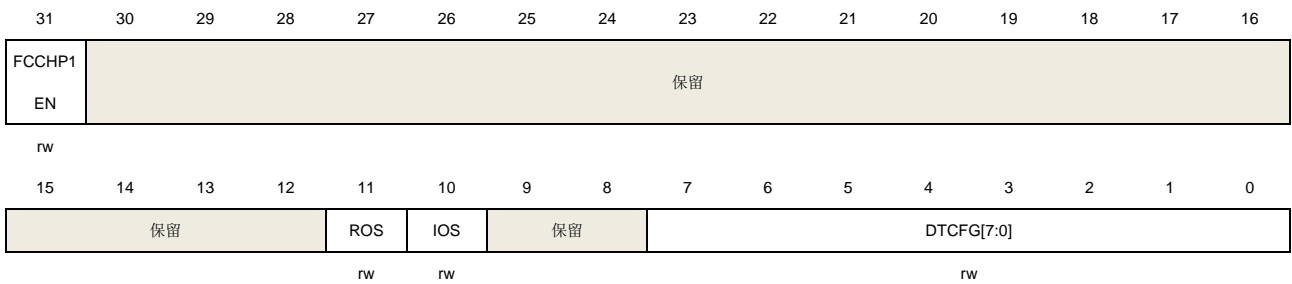 31 30 29 28 27 26 25 24 23 22 21 20 19 18 17 16
FCCHP1
EN
保留
rw
15 14 13 12 11 10 9 8 7 6 5 4 3 2 1 0
保留 ROS IOS 保留 DTCFG[7:0]
rw rw rw